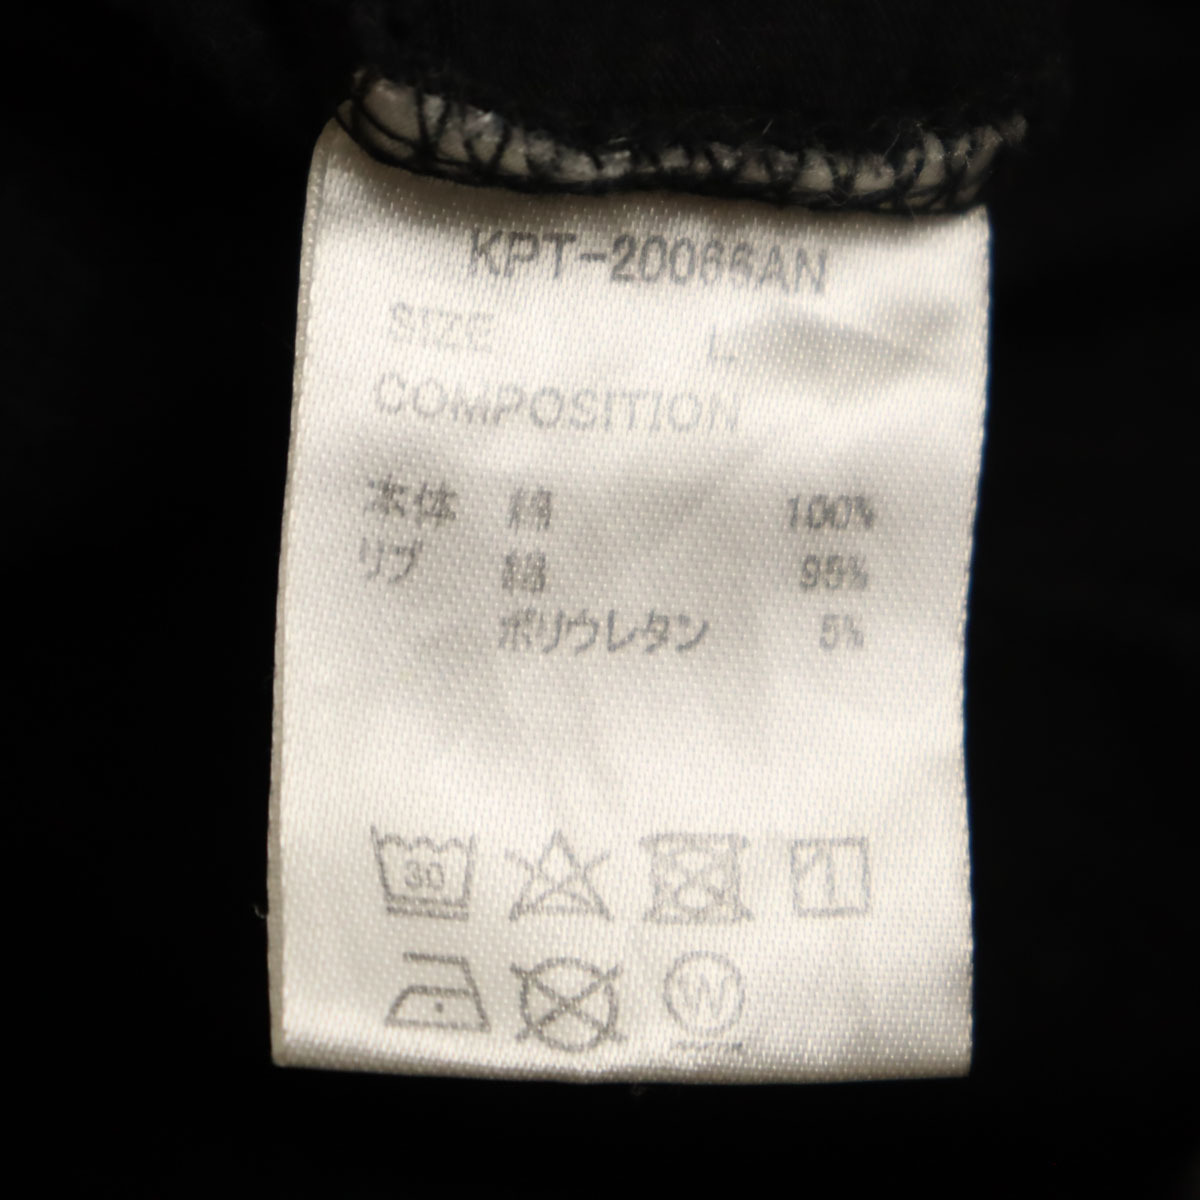 KPT-20066AN
SIZE L
COMPOSITION
本体 綿 100%
リブ 綿 95%
ポリウレタン 5%
30
W